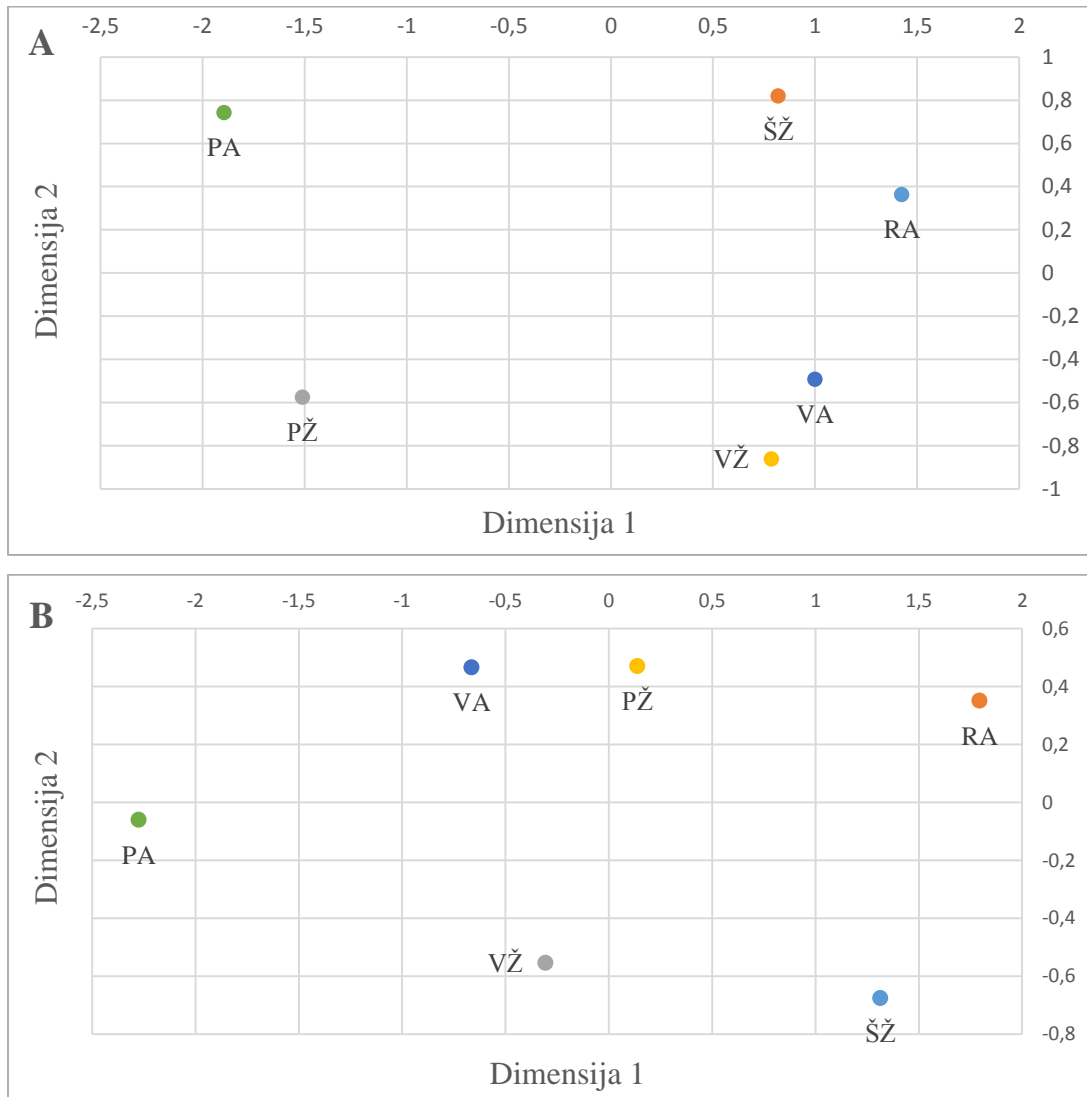 -2,5 -2 -1,5 -1 -0,5 0 0,5 1 1,5 2
A
1
0,8
0,6
0,4
0,2
0
-0,2
-0,4
-0,6
-0,8
-1
PA
ŠŽ
RA
VA
PŽ
VŽ
Dimensija 2
Dimensija 1
-2,5 -2 -1,5 -1 -0,5 0 0,5 1 1,5 2
B
0,6
0,4
0,2
0
-0,2
-0,4
-0,6
-0,8
VA
PŽ
RA
PA
VŽ
ŠŽ
Dimensija 2
Dimensija 1